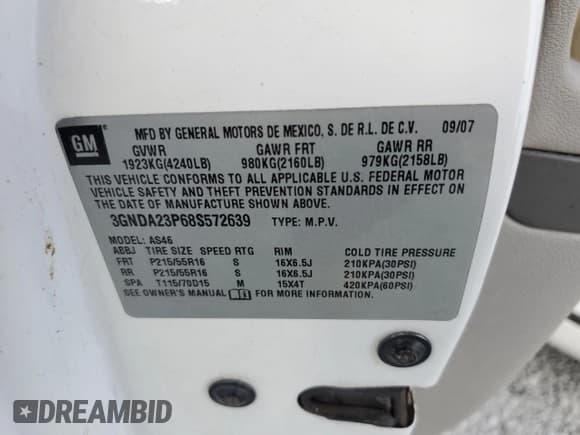 GM
MFD BY GENERAL MOTORS DE MEXICO, S. DE R.L. DE C.V. 09/07
GVWR GAWR FRT GAWR RR
1923KG(4240LB) 980KG(2160LB) 979KG(2158LB)
THIS VEHICLE CONFORMS TO ALL APPLICABLE U.S. FEDERAL MOTOR
VEHICLE SAFETY AND THEFT PREVENTION STANDARDS IN EFFECT ON
THE DATE OF MANUFACTURE SHOWN ABOVE.
3GNDA23P68S572639 TYPE: M.P.V.
MODEL: AS46
ABBJ TIRE SIZE SPEED RTG RIM COLD TIRE PRESSURE
FRT P215/55R16 S 16X6.5J 210KPA(30PSI)
RR P215/55R16 S 16X6.5J 210KPA(30PSI)
SPA T115/70D15 M 15X4T 420KPA(60PSI)
SEE OWNER'S MANUAL FOR MORE INFORMATION.
DREAMBID